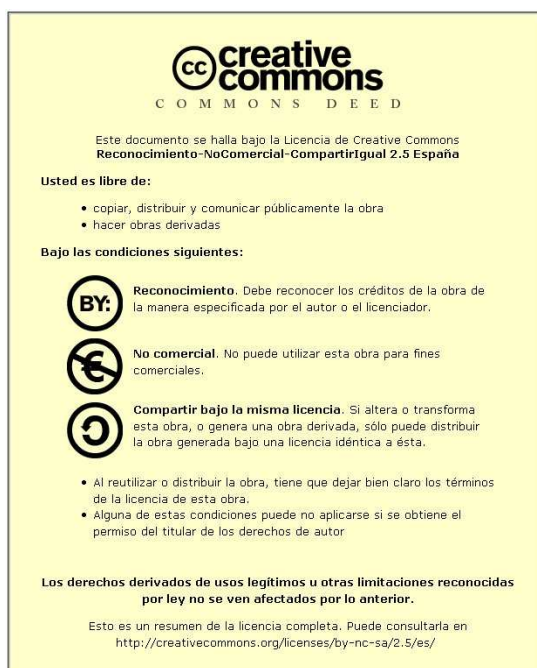 cc creative
commons
COMMONS DEED
Este documento se halla bajo la Licencia de Creative Commons
Reconocimiento-NoComercial-CompartirIgual 2.5 España
Usted es libre de:
• copiar, distribuir y comunicar públicamente la obra
• hacer obras derivadas
Bajo las condiciones siguientes:
BY:
Reconocimiento. Debe reconocer los créditos de la obra de
la manera especificada por el autor o el licenciador.
€
No comercial. No puede utilizar esta obra para fines
comerciales.
Compartir bajo la misma licencia. Si altera o transforma
esta obra, o genera una obra derivada, sólo puede distribuir
la obra generada bajo una licencia idéntica a ésta.
• Al reutilizar o distribuir la obra, tiene que dejar bien claro los términos
de la licencia de esta obra.
• Alguna de estas condiciones puede no aplicarse si se obtiene el
permiso del titular de los derechos de autor
Los derechos derivados de usos legítimos u otras limitaciones reconocidas
por ley no se ven afectados por lo anterior.
Esto es un resumen de la licencia completa. Puede consultarla en
http://creativecommons.org/licenses/by-nc-sa/2.5/es/